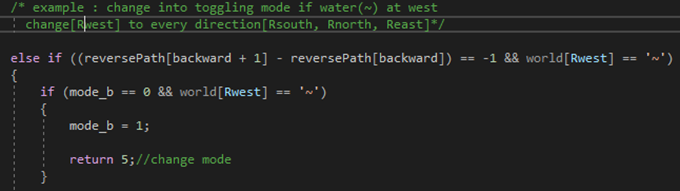 /* example : change into toggling mode if water(~) at west
change[Rwest] to every direction[Rsouth, Rnorth, Reast]*/
else if ((reversePath[backward + 1] - reversePath[backward]) == -1 && world[Rwest] == '~')
{
if (mode_b == 0 && world[Rwest] == '~')
{
mode_b = 1;
return 5;//change mode
}